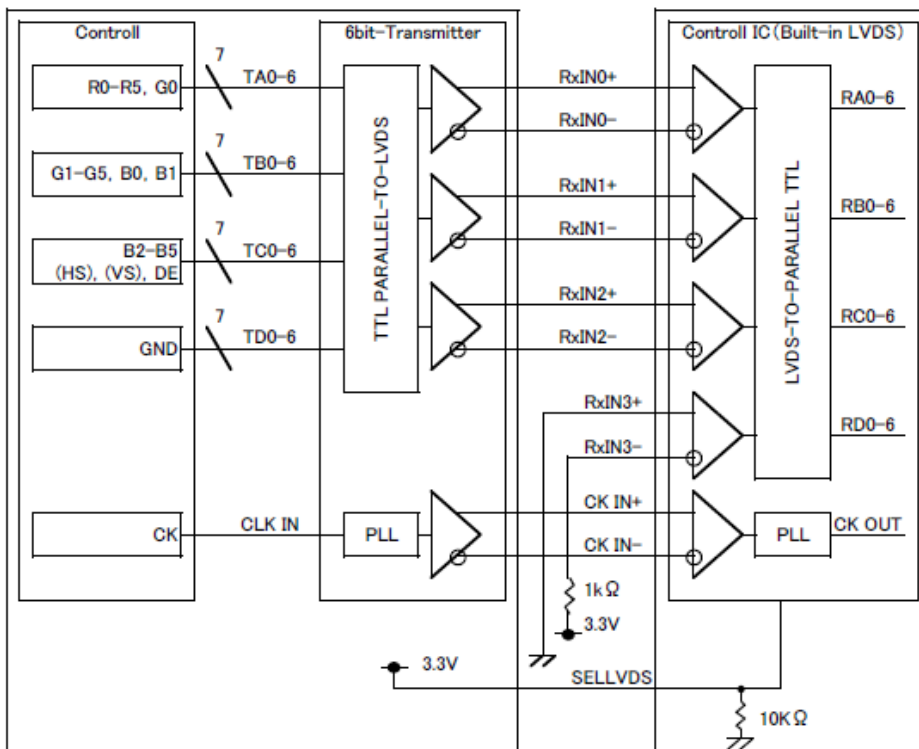 Controll
6bit-Transmitter
Controll IC(Built-in LVDS)
7
R0-R5, G0
TA0-6
RxIN0+
RA0-6
RxIN0-
7
G1-G5, B0, B1
TB0-6
RxIN1+
RB0-6
RxIN1-
7
B2-B5
(HS), (VS), DE
TC0-6
RxIN2+
RC0-6
RxIN2-
7
GND
TD0-6
TTL PARALLEL-TO-LVDS
LVDS-TO-PARALLEL TTL
RxIN3+
RD0-6
RxIN3-
CK
CLK IN
PLL
CK IN+
CK IN-
PLL
CK OUT
1kΩ
3.3V
3.3V
SELLVDS
10KΩ